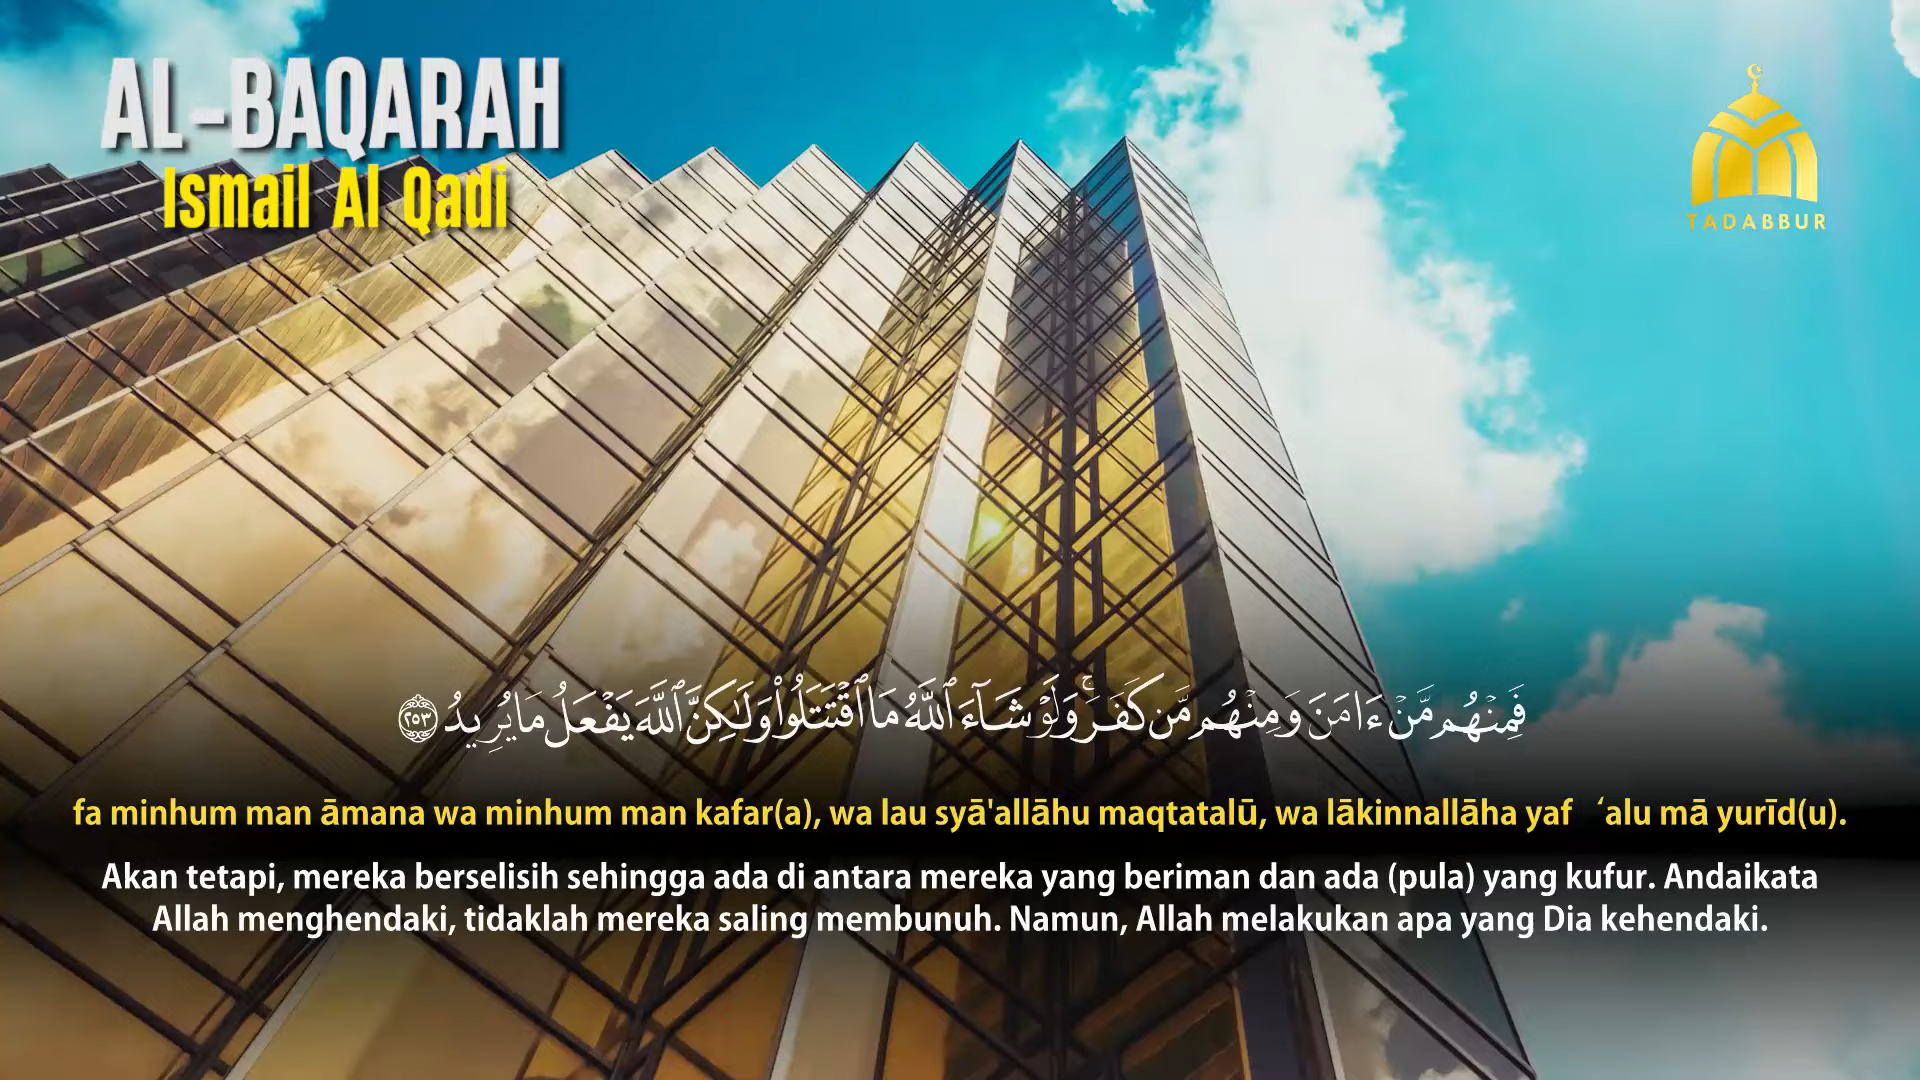 AL-BAQARAH
Ismail Al Qadi
TADABBUR
فَمِنْهُم مَّنْ ءَامَنَ وَمِنْهُم مَّن كَفَرَ ۚ وَلَوْ شَآءَ ٱللَّهُ مَا ٱقْتَتَلُوا۟ وَلَـٰكِنَّ ٱللَّهَ يَفْعَلُ مَا يُرِيدُ ٢٥٣
fa minhum man āmana wa minhum man kafar(a), wa lau syā'allāhu maqtatalū, wa lākinnallāha yaf ‘alu mā yurīd(u).
Akan tetapi, mereka berselisih sehingga ada di antara mereka yang beriman dan ada (pula) yang kufur. Andaikata
Allah menghendaki, tidaklah mereka saling membunuh. Namun, Allah melakukan apa yang Dia kehendaki.